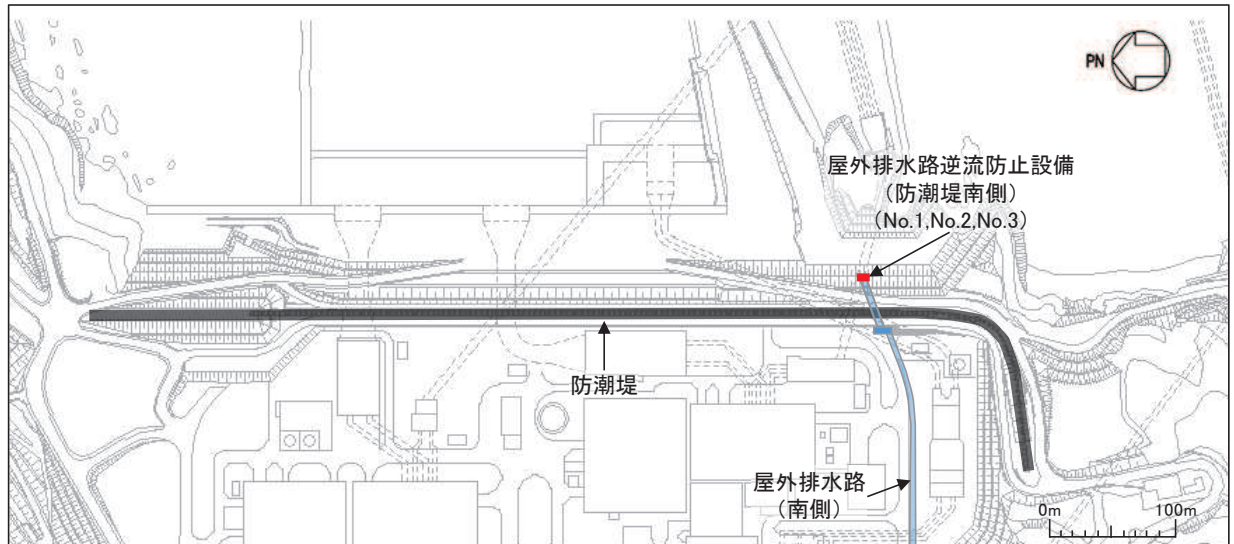 PN
屋外排水路逆流防止設備
（防潮堤南側）
（No.1,No.2,No.3）
防潮堤
屋外排水路
（南側）
0m 100m